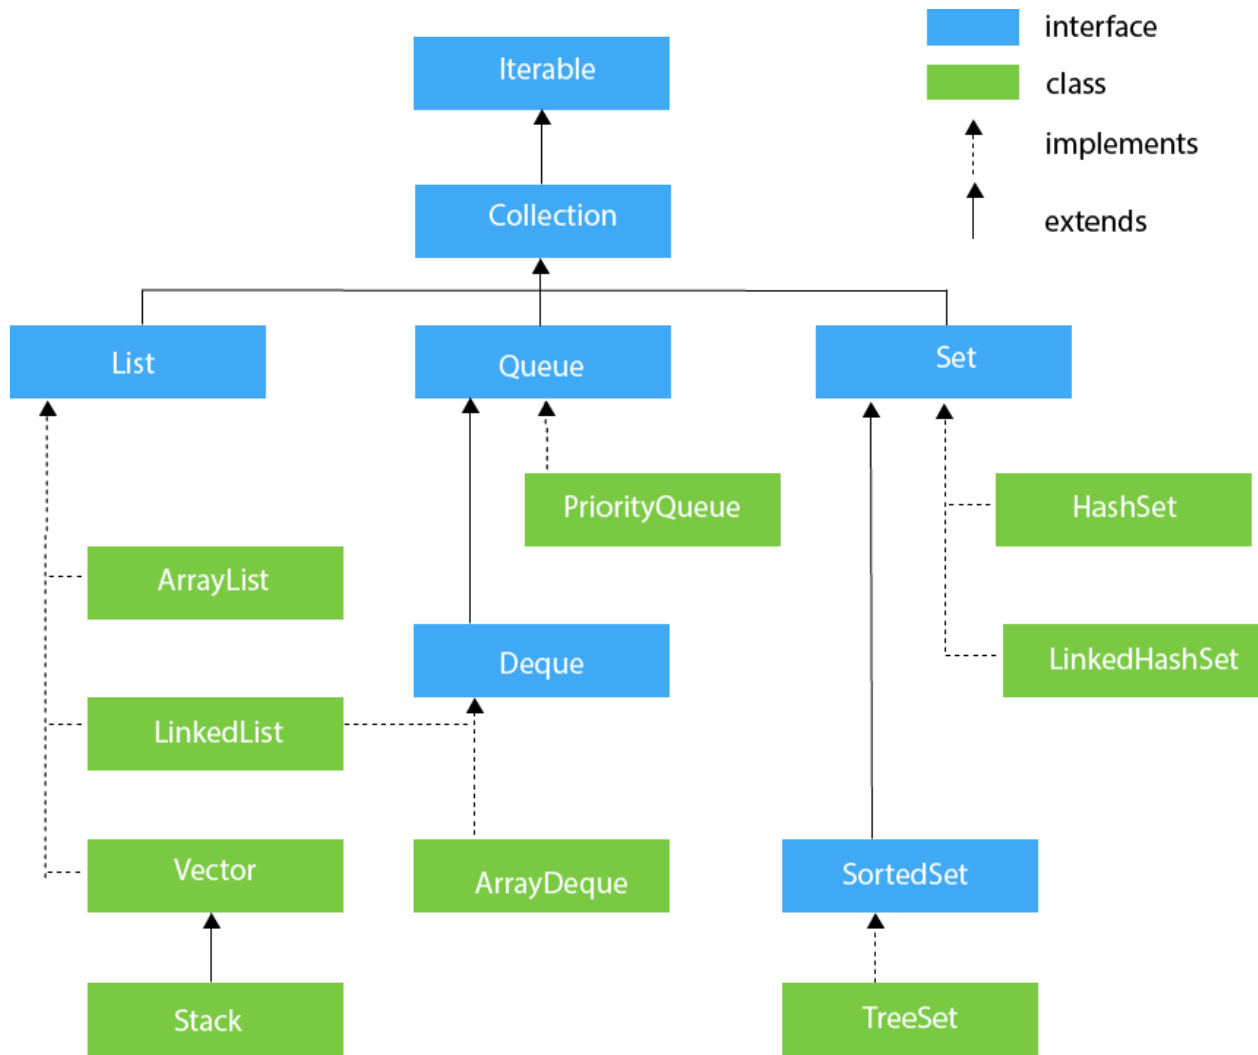 interface
Iterable
class
implements
Collection
extends
List
Queue
Set
PriorityQueue
HashSet
ArrayList
Deque
LinkedHashSet
LinkedList
Vector
ArrayDeque
SortedSet
Stack
TreeSet